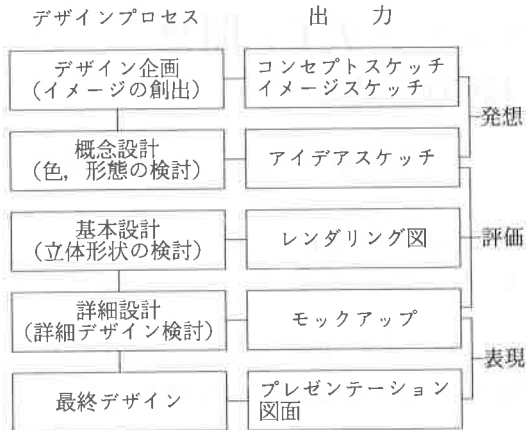 デザインプロセス
出　力
デザイン企画
（イメージの創出）
コンセプトスケッチ
イメージスケッチ
発想
概念設計
（色，形態の検討）
アイデアスケッチ
基本設計
（立体形状の検討）
レンダリング図
評価
詳細設計
（詳細デザイン検討）
モックアップ
表現
最終デザイン
プレゼンテーション
図面